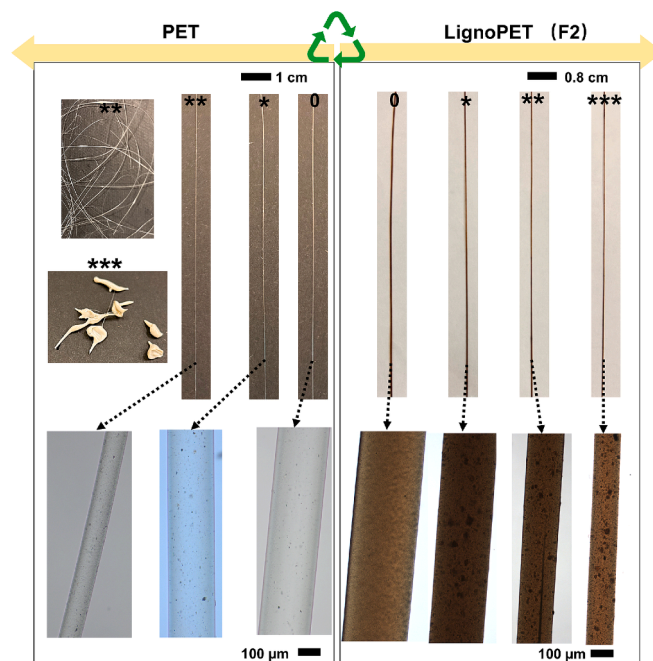 PET
LignoPET （F2）
1 cm
0.8 cm
**
**
*
0
0
*
**
***
***
100 μm
100 μm